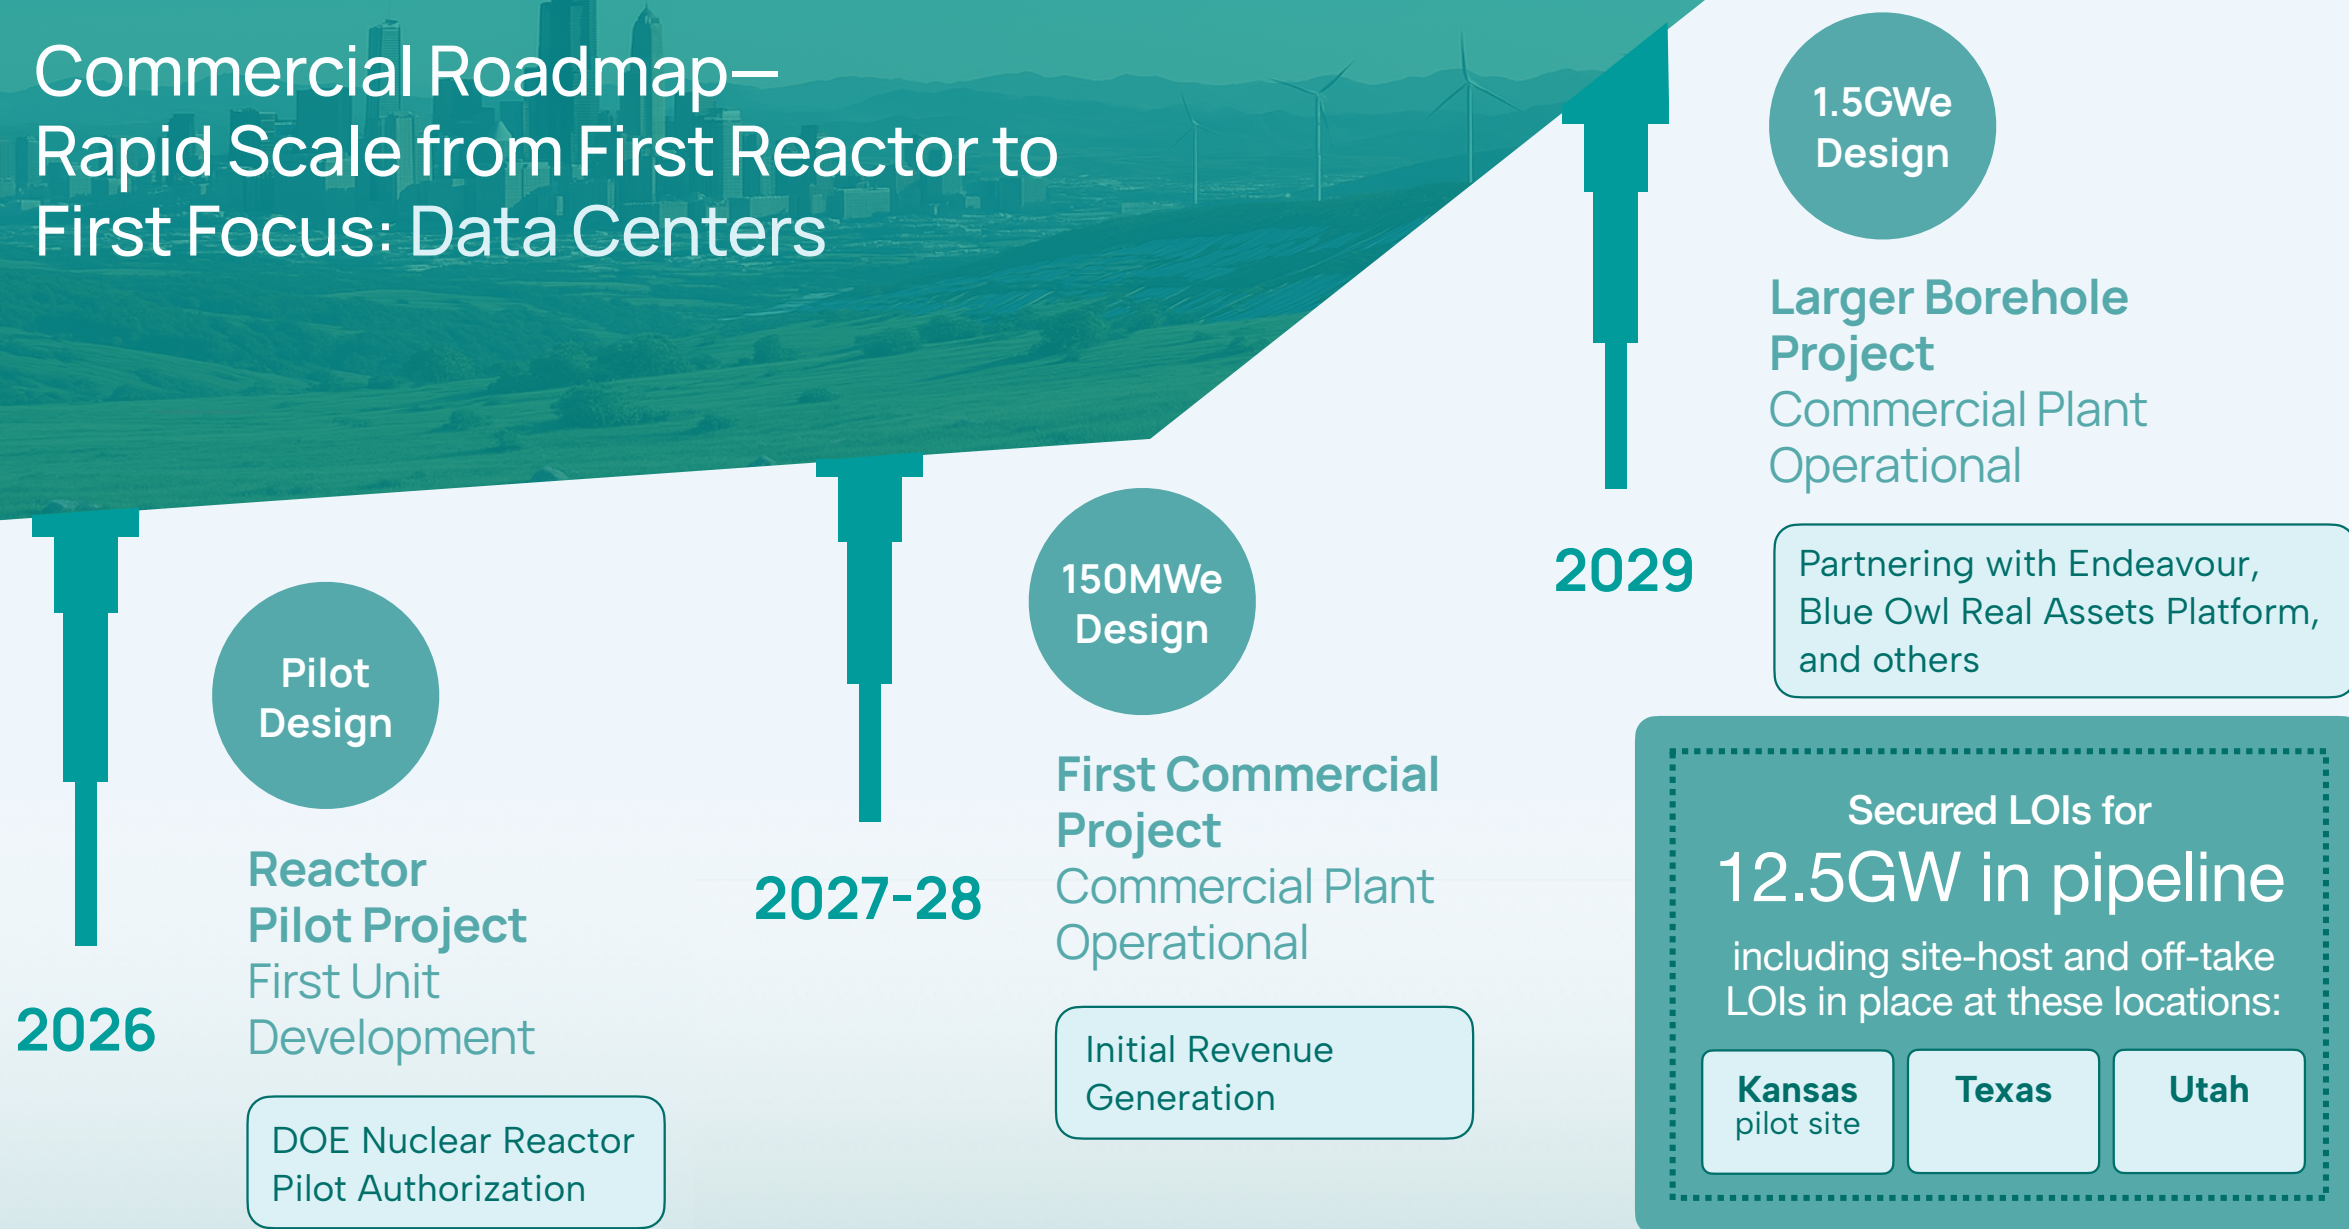 Commercial Roadmap—
Rapid Scale from First Reactor to
First Focus: Data Centers
2026
Pilot
Design
Reactor
Pilot Project
First Unit
Development
DOE Nuclear Reactor
Pilot Authorization
2027-28
150MWe
Design
First Commercial
Project
Commercial Plant
Operational
Initial Revenue
Generation
2029
1.5GWe
Design
Larger Borehole
Project
Commercial Plant
Operational
Partnering with Endeavour,
Blue Owl Real Assets Platform,
and others
Secured LOIs for
12.5GW in pipeline
including site-host and off-take
LOIs in place at these locations:
Kansas
pilot site
Texas
Utah